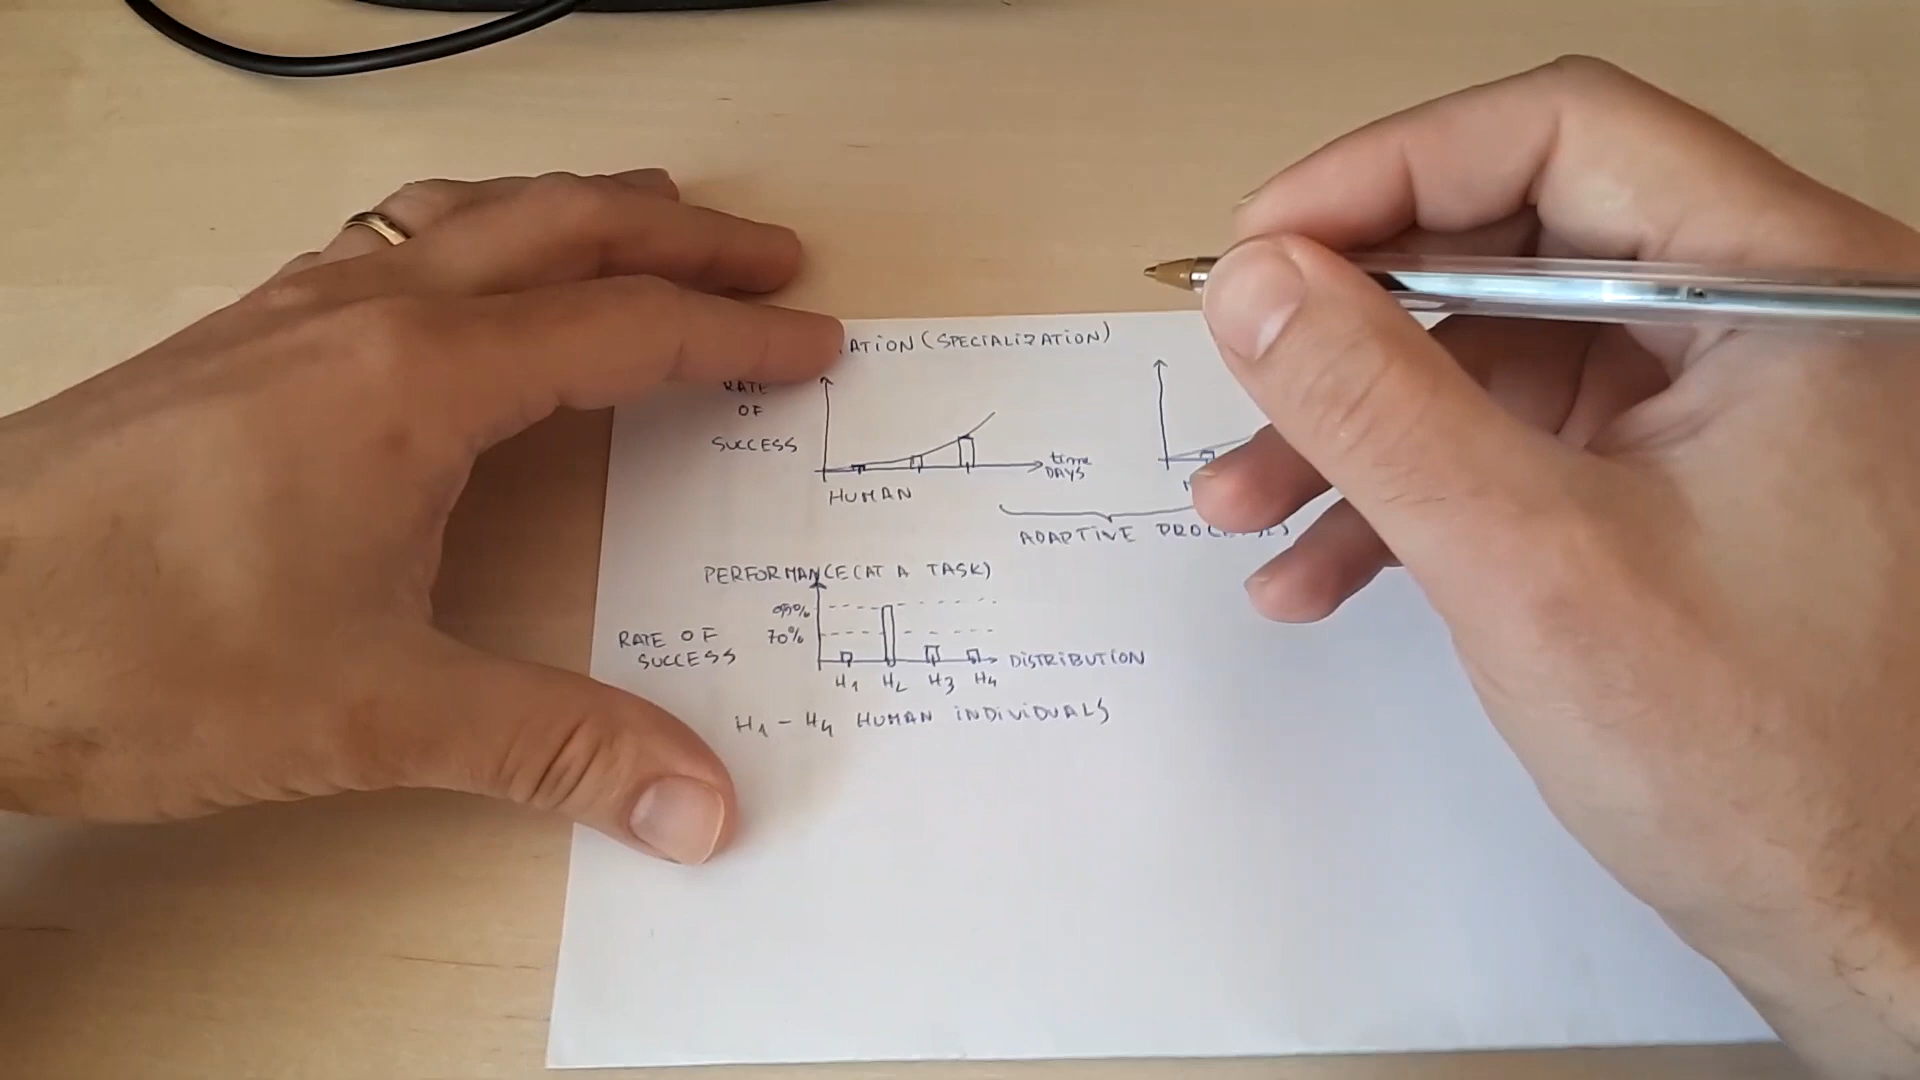 ATION (SPECIALIZATION)
RATE
OF
SUCCESS
time
DAYS
HUMAN
ADAPTIVE
PERFORMANCE (AT A TASK)
70%
RATE OF
SUCCESS
DISTRIBUTION
H1 H2 H3 H4
H1 - H4 HUMAN INDIVIDUALS